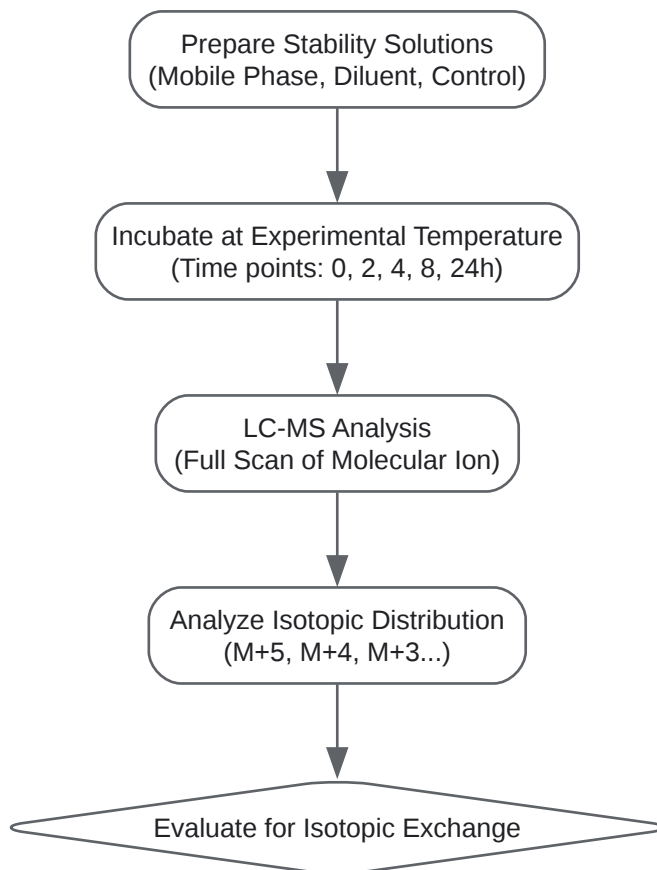 Prepare Stability Solutions
(Mobile Phase, Diluent, Control)
Incubate at Experimental Temperature
(Time points: 0, 2, 4, 8, 24h)
LC-MS Analysis
(Full Scan of Molecular Ion)
Analyze Isotopic Distribution
(M+5, M+4, M+3...)
Evaluate for Isotopic Exchange